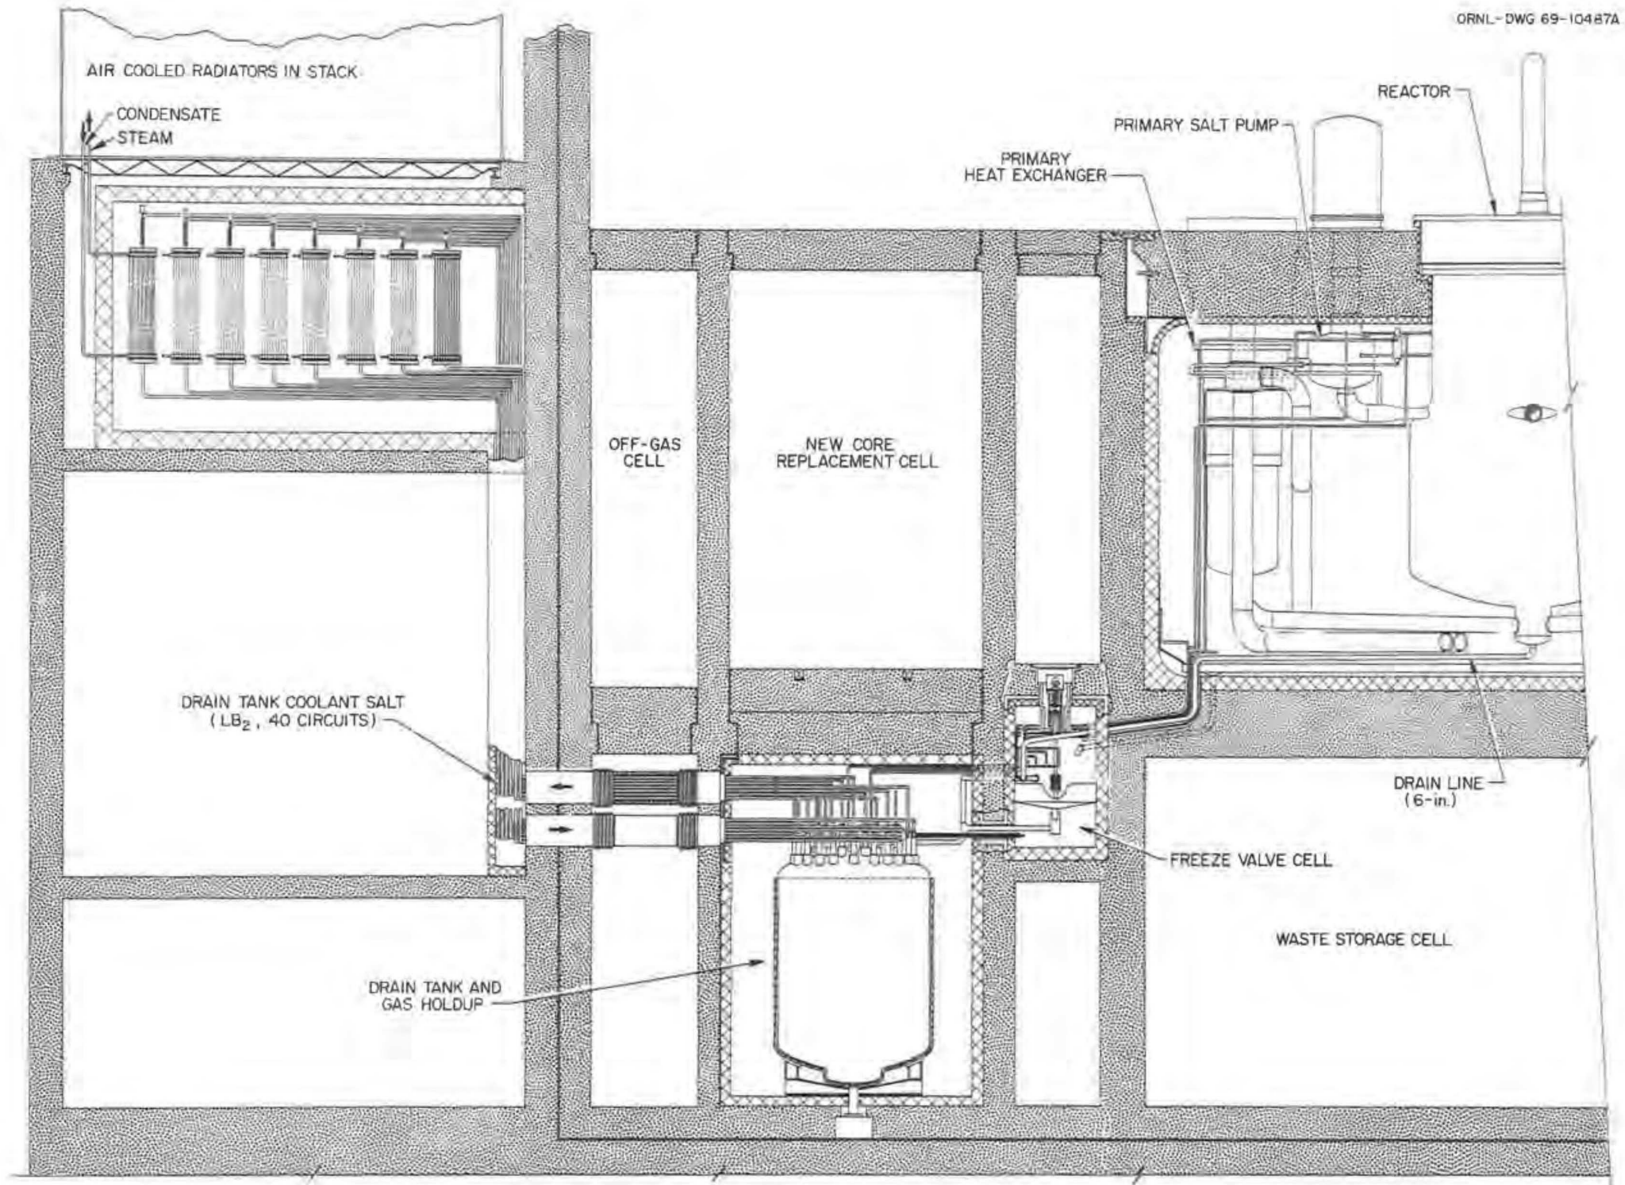 ORNL-DWG 69-10487A
AIR COOLED RADIATORS IN STACK
CONDENSATE
STEAM
REACTOR
PRIMARY SALT PUMP
PRIMARY
HEAT EXCHANGER
OFF-GAS
CELL
NEW CORE
REPLACEMENT CELL
DRAIN TANK COOLANT SALT
(LB₂, 40 CIRCUITS)
DRAIN LINE
(6-in.)
FREEZE VALVE CELL
WASTE STORAGE CELL
DRAIN TANK AND
GAS HOLDUP